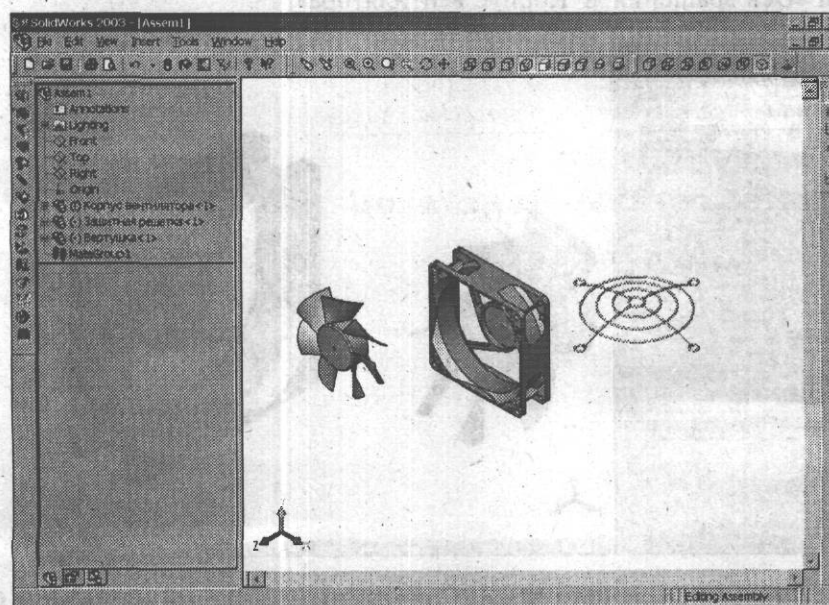 SolidWorks 2003 - [Assem1]
File Edit View Insert Tools Window Help
Assem1
Annotations
Lighting
Front
Top
Right
Origin
(f) Корпус вентилятора<1>
(-) Защитная решетка<1>
(-) Вертушка<1>
MateGroup1
Z
X
Editing Assembly